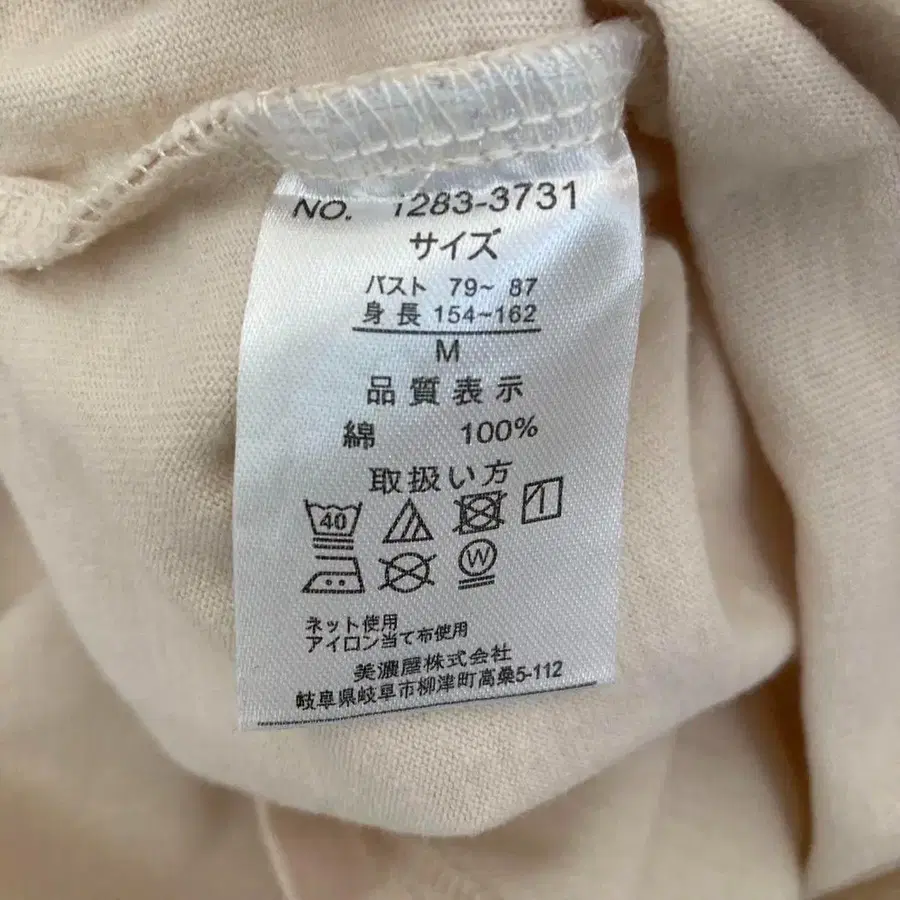 NO. 1283-3731
サイズ
バスト 79~ 87
身長 154~162
M
品質表示
綿 100%
取扱い方
40
W
ネット使用
アイロン当て布使用
美濃屋株式会社
岐阜県岐阜市柳津町高桑5-112